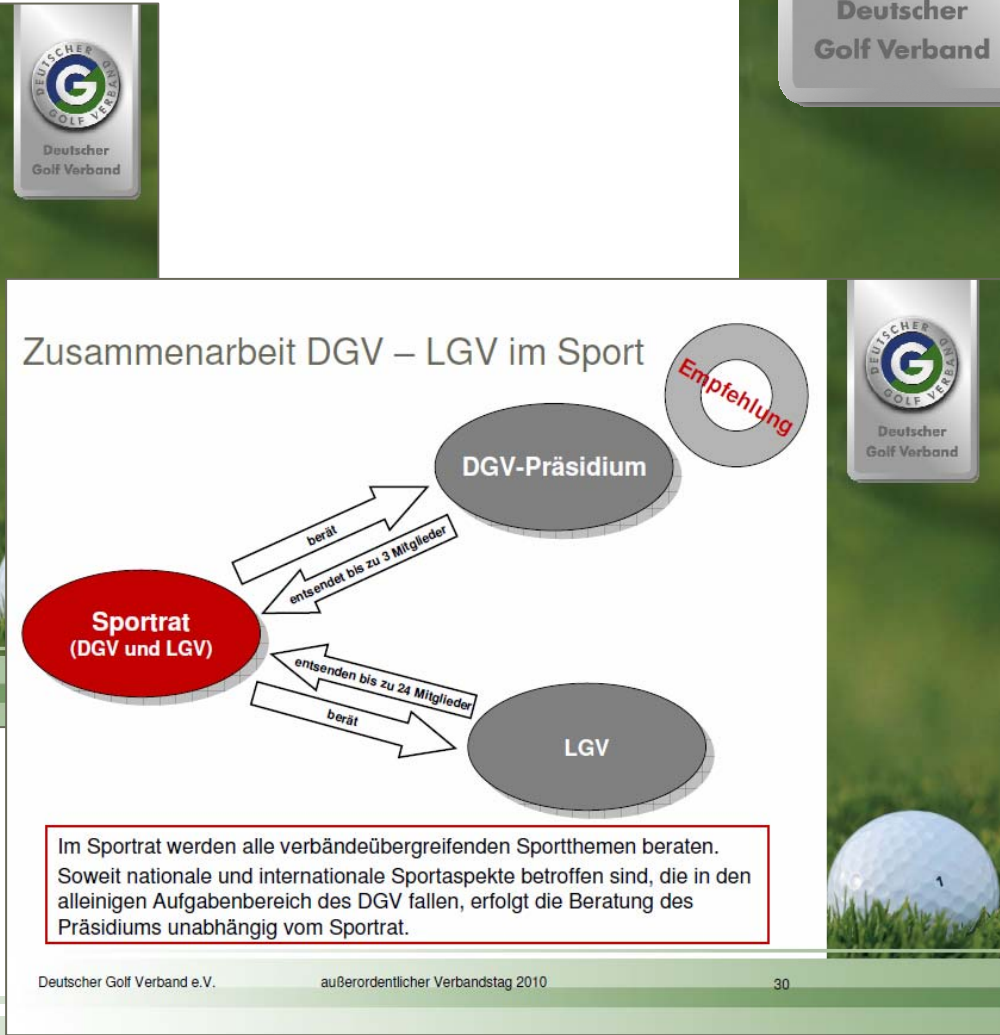 DEUTSCHER GOLF VERBAND
Deutscher
Golf Verband
Deutscher
Golf Verband
Zusammenarbeit DGV – LGV im Sport
Empfehlung
DEUTSCHER GOLF VERBAND
Deutscher
Golf Verband
DGV-Präsidium
berät
entsendet bis zu 3 Mitglieder
Sportrat
(DGV und LGV)
entsenden bis zu 24 Mitglieder
berät
LGV
Im Sportrat werden alle verbändeübergreifenden Sportthemen beraten.
Soweit nationale und internationale Sportaspekte betroffen sind, die in den
alleinigen Aufgabenbereich des DGV fallen, erfolgt die Beratung des
Präsidiums unabhängig vom Sportrat.
1
Deutscher Golf Verband e.V. außerordentlicher Verbandstag 2010 30